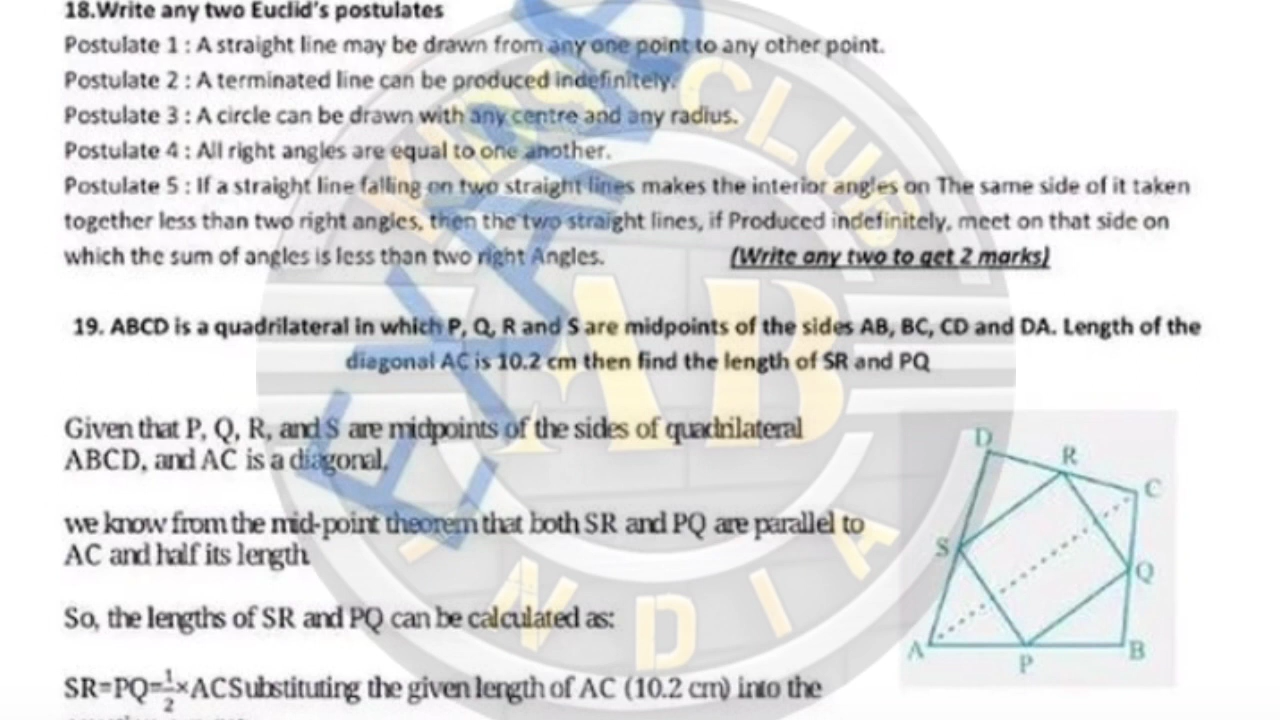 18.Write any two Euclid's postulates
Postulate 1 : A straight line may be drawn from any one point to any other point.
Postulate 2 : A terminated line can be produced indefinitely.
Postulate 3 : A circle can be drawn with any centre and any radius.
Postulate 4 : All right angles are equal to one another.
Postulate 5 : If a straight line falling on two straight lines makes the interior angles on The same side of it taken
together less than two right angles, then the two straight lines, if Produced indefinitely, meet on that side on
which the sum of angles is less than two right Angles. (Write any two to get 2 marks)
19. ABCD is a quadrilateral in which P, Q, R and S are midpoints of the sides AB, BC, CD and DA. Length of the
diagonal AC is 10.2 cm then find the length of SR and PQ
Given that P, Q, R, and S are midpoints of the sides of quadrilateral
ABCD, and AC is a diagonal,
we know from the mid-point theorem that both SR and PQ are parallel to
AC and half its length
So, the lengths of SR and PQ can be calculated as:
SR=PQ=1/2×ACSubstituting the given length of AC (10.2 cm) into the
D
R
C
S
Q
A
P
B
CLUB
AB
INDIA